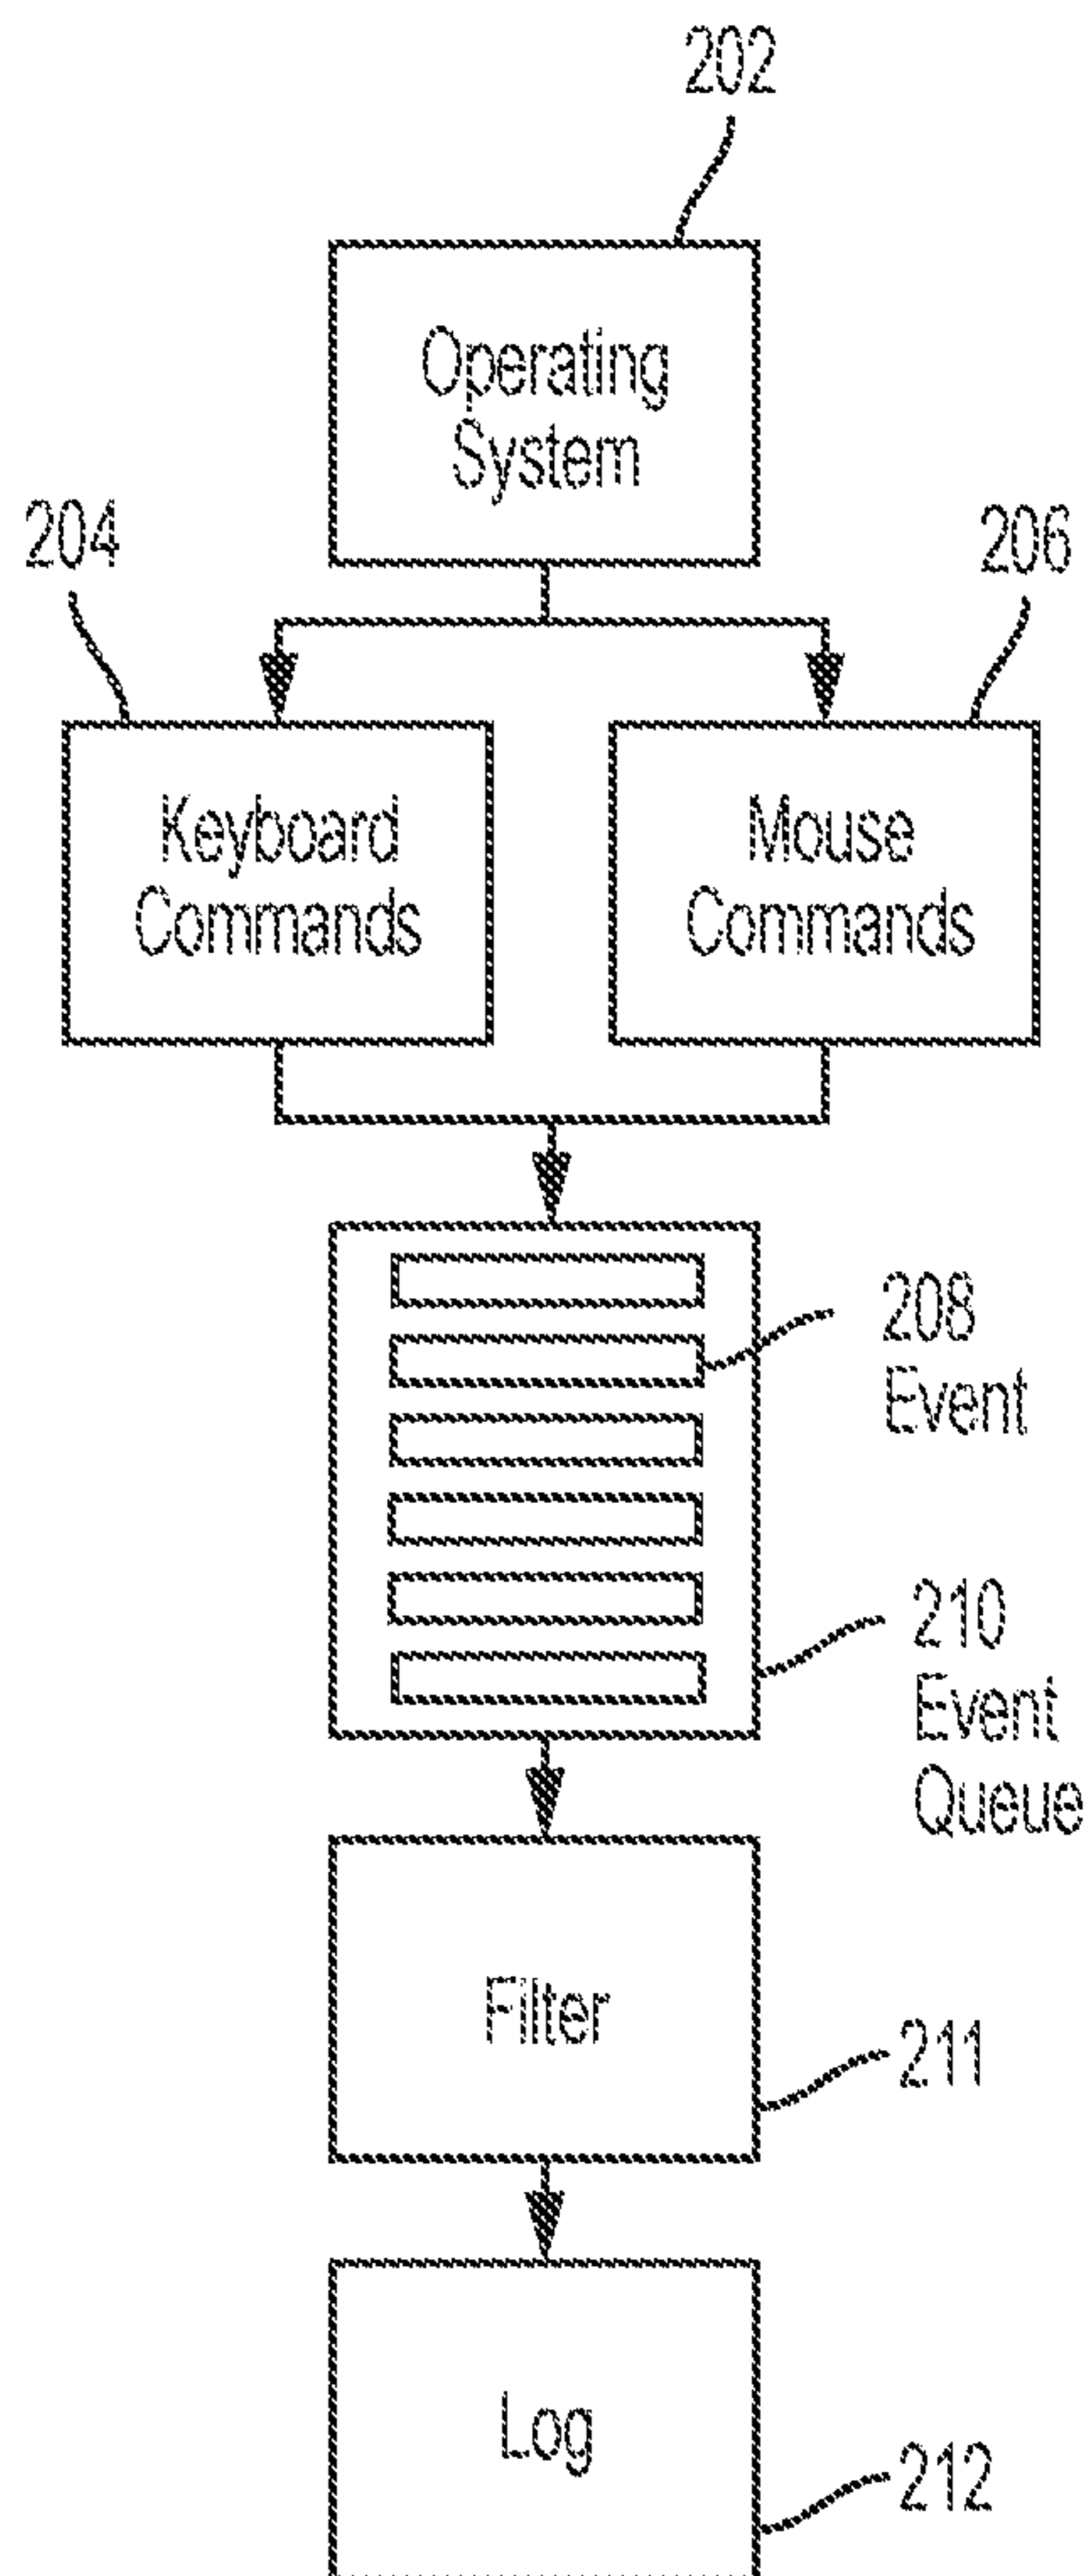 202
Operating
System
204
206
Keyboard
Commands
Mouse
Commands
208
Event
210
Event
Queue
Filter
211
Log
212